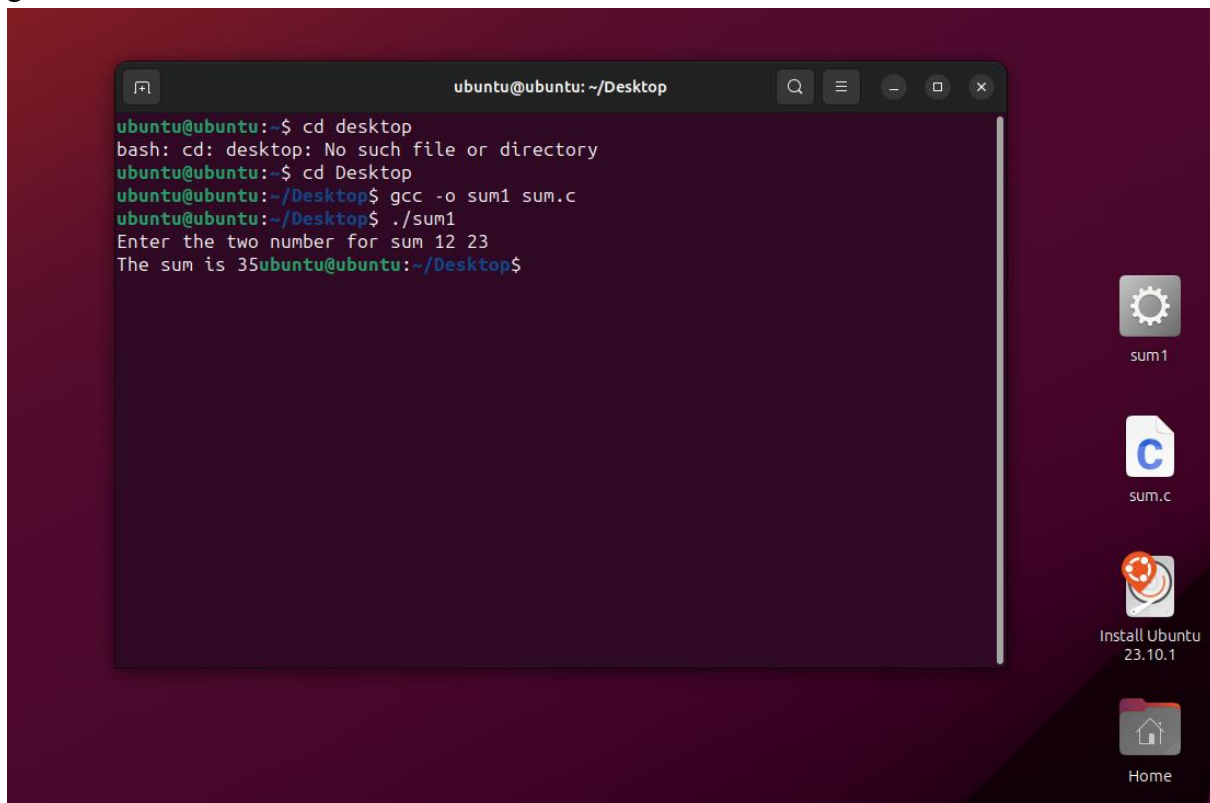 ubuntu@ubuntu: ~/Desktop
ubuntu@ubuntu:~$ cd desktop
bash: cd: desktop: No such file or directory
ubuntu@ubuntu:~$ cd Desktop
ubuntu@ubuntu:~/Desktop$ gcc -o sum1 sum.c
ubuntu@ubuntu:~/Desktop$ ./sum1
Enter the two number for sum 12 23
The sum is 35ubuntu@ubuntu:~/Desktop$
sum1
C
sum.c
Install Ubuntu
23.10.1
Home